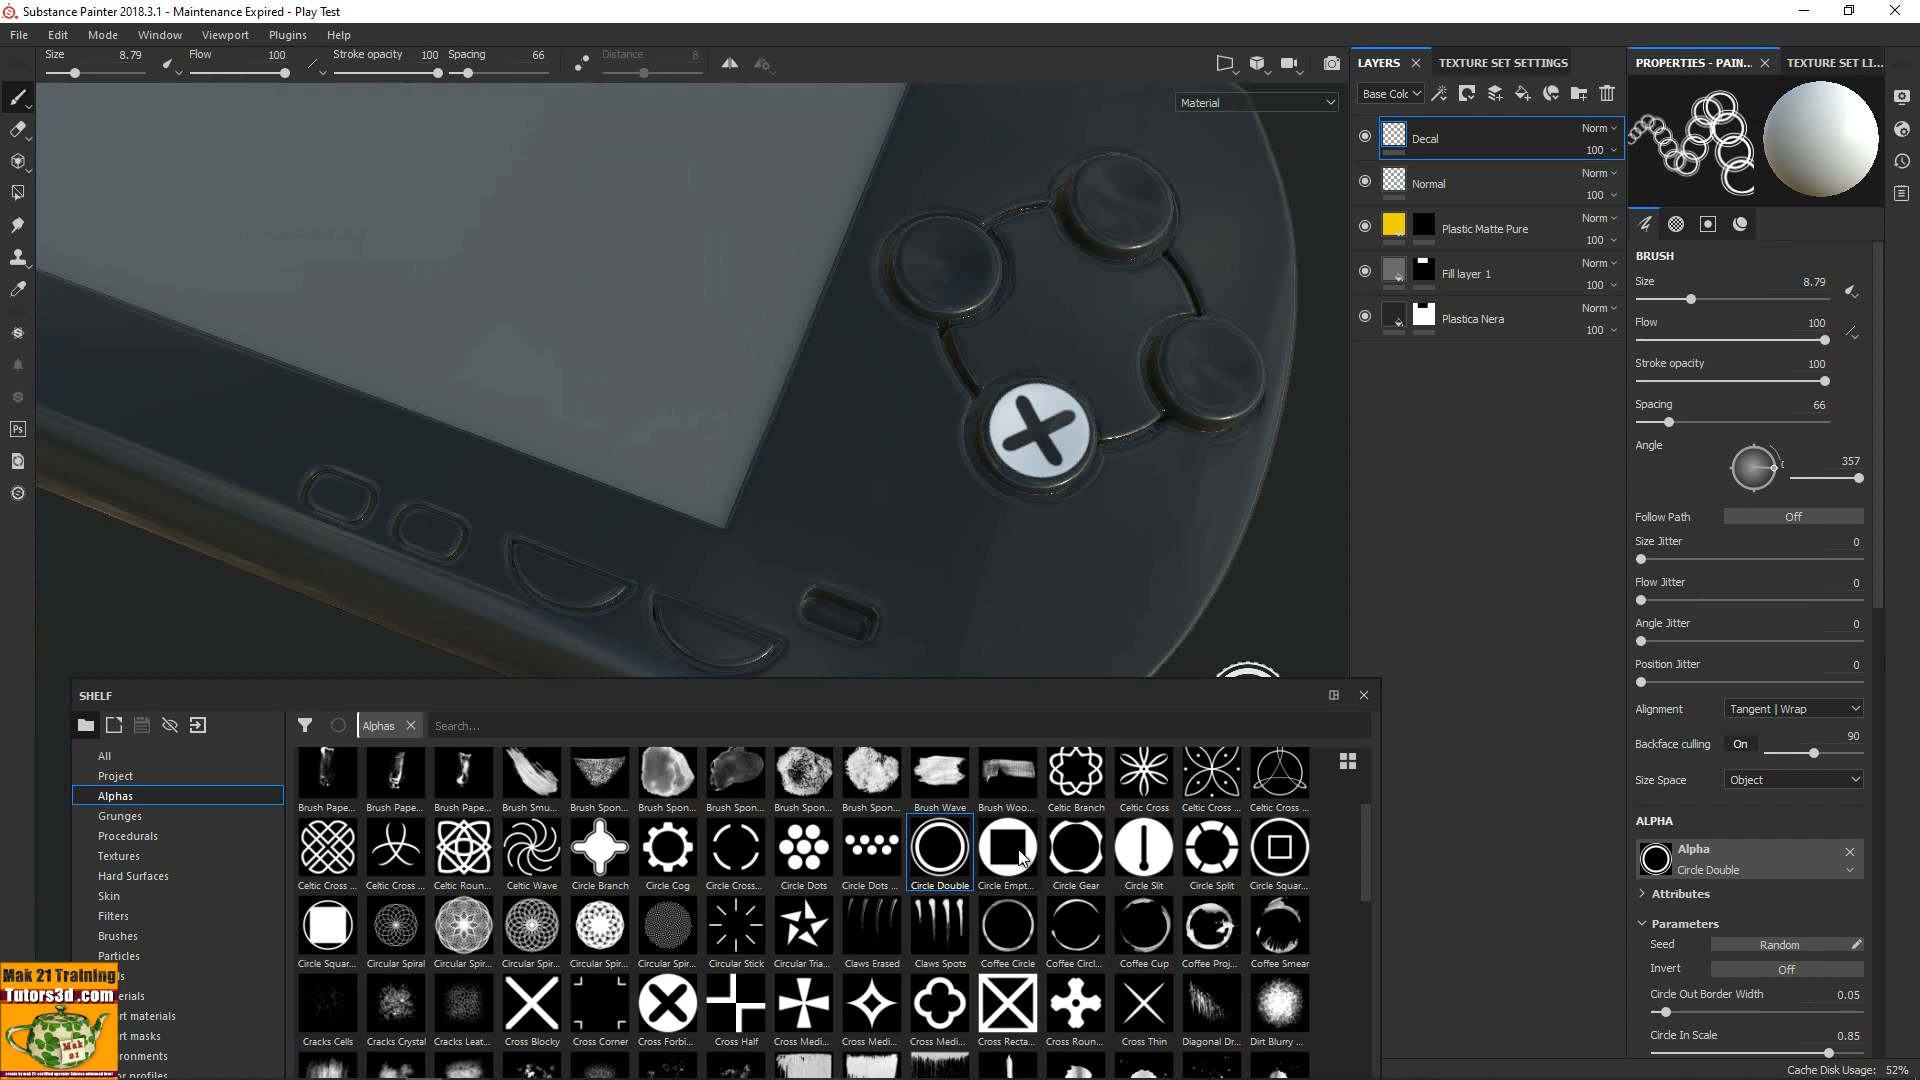 Substance Painter 2018.3.1 - Maintenance Expired - Play Test
File Edit Mode Window Viewport Plugins Help
Size 8.79 Flow 100 Stroke opacity 100 Spacing 66 Distance 8
Material
LAYERS TEXTURE SET SETTINGS
Base Colc
Decal Norm 100
Normal Norm 100
Plastic Matte Pure Norm 100
Fill layer 1 Norm 100
Plastica Nera Norm 100
PROPERTIES - PAIN... TEXTURE SET LI...
BRUSH
Size 8.79
Flow 100
Stroke opacity 100
Spacing 66
Angle 357
Follow Path Off
Size Jitter 0
Flow Jitter 0
Angle Jitter 0
Position Jitter 0
Alignment Tangent | Wrap
Backface culling On 90
Size Space Object
ALPHA
Alpha
Circle Double
Attributes
Parameters
Seed Random
Invert Off
Circle Out Border Width 0.05
Circle In Scale 0.85
Cache Disk Usage: 52%
Ps
SHELF
Alphas Search...
All
Project
Alphas
Grunges
Procedurals
Textures
Hard Surfaces
Skin
Filters
Brushes
Particles
Brush Pape... Brush Pape... Brush Pape... Brush Smu... Brush Spon... Brush Spon... Brush Spon... Brush Spon... Brush Spon... Brush Wave Brush Woo... Celtic Branch Celtic Cross Celtic Cross ... Celtic Cross ...
Celtic Cross ... Celtic Cross ... Celtic Roun... Celtic Wave Circle Branch Circle Cog Circle Cross... Circle Dots Circle Dots ... Circle Double Circle Empt... Circle Gear Circle Slit Circle Split Circle Squar...
Circle Squar... Circular Spiral Circular Spir... Circular Spir... Circular Spir... Circular Spir... Circular Stick Circular Tria... Claws Erased Claws Spots Coffee Circle Coffee Circl... Coffee Cup Coffee Proj... Coffee Smear
Cracks Cells Cracks Crystal Cracks Leat... Cross Blocky Cross Corner Cross Forbi... Cross Half Cross Medi... Cross Medi... Cross Medi... Cross Recta... Cross Roun... Cross Thin Diagonal Dr... Dirt Blurry ...
Mak 21 Training
Tutors3d .com
Mak
21